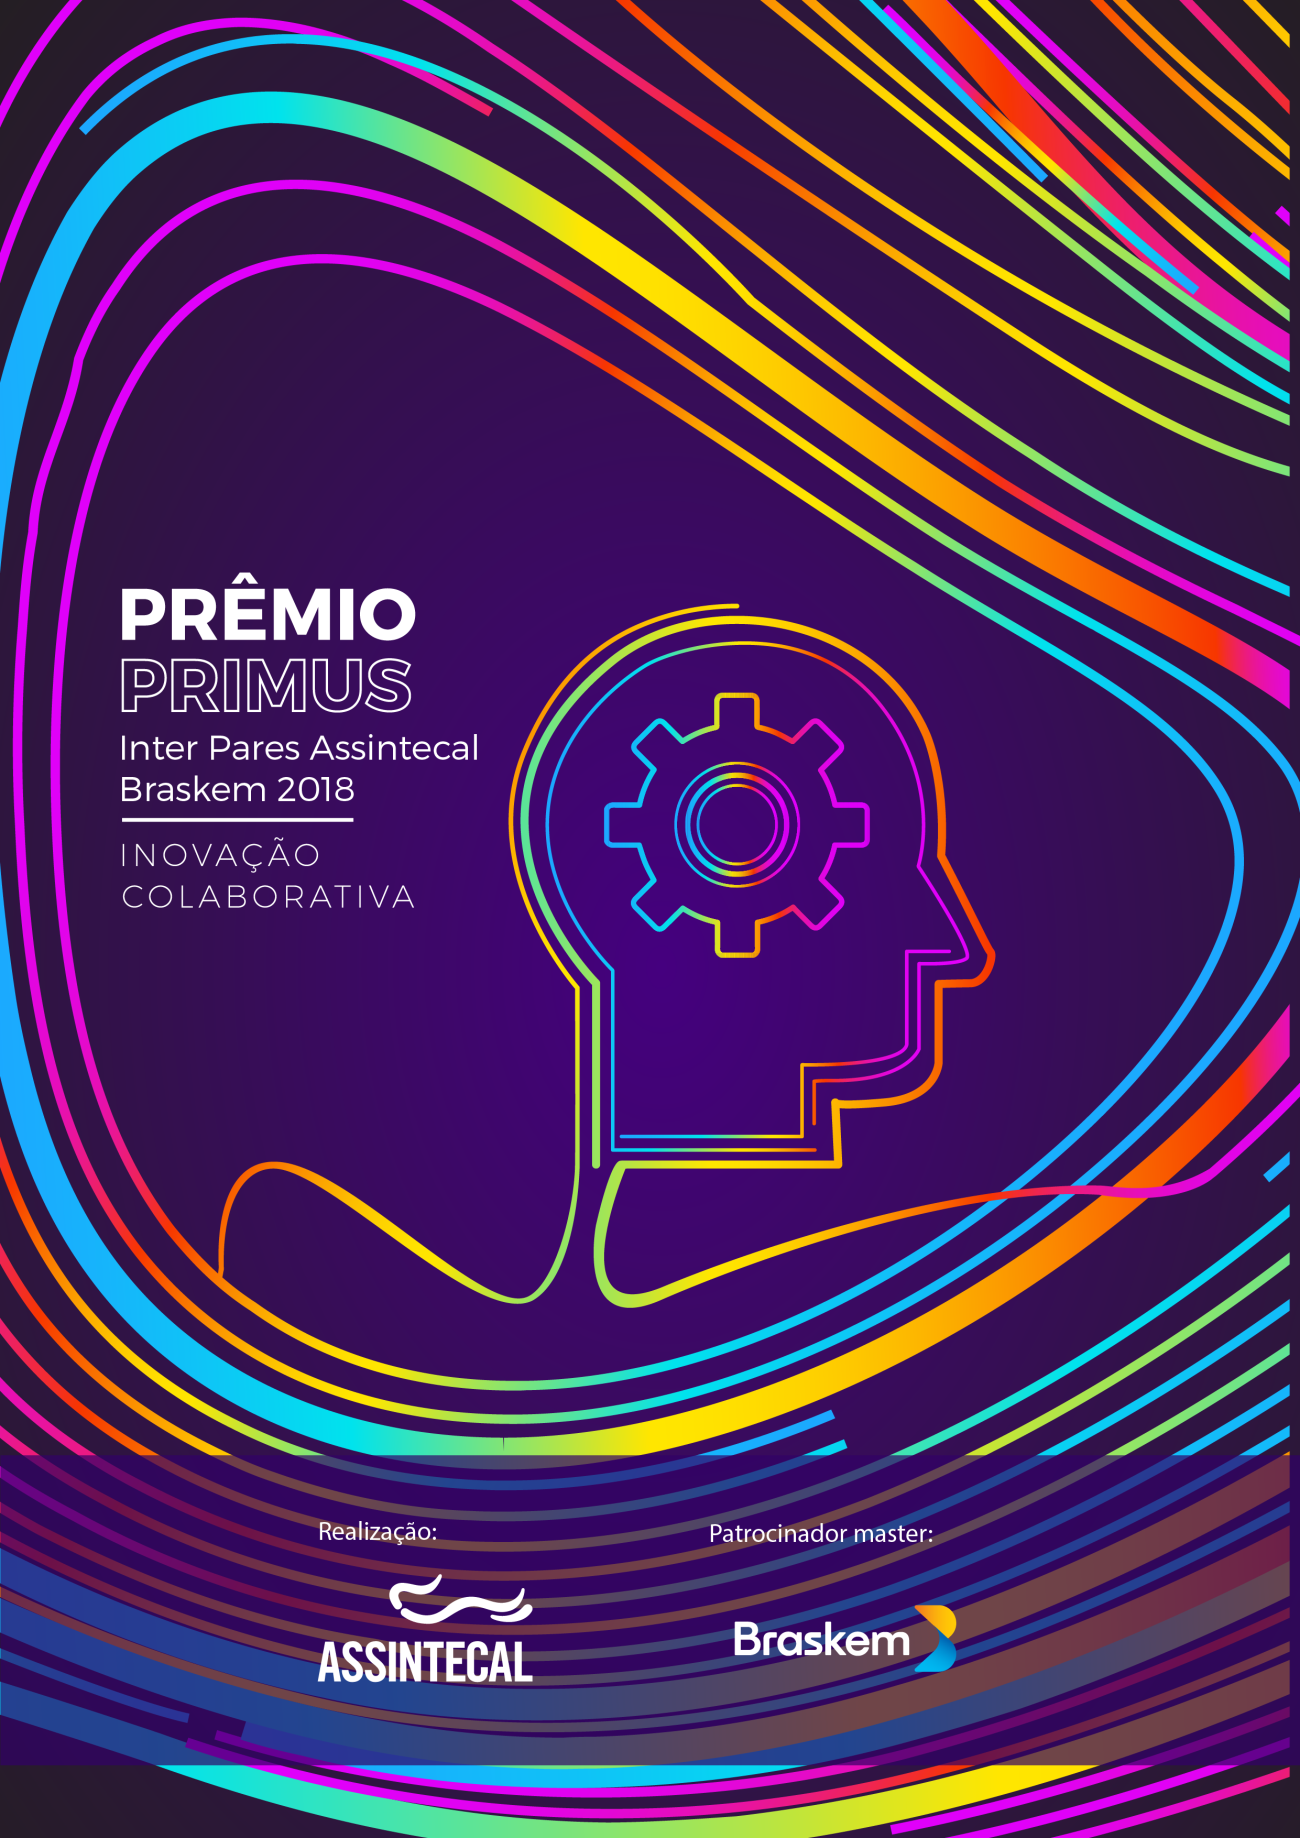 PRÊMIO
PRIMUS
Inter Pares Assintecal
Braskem 2018
INOVAÇÃO
COLABORATIVA
Realização:
Patrocinador master:
ASSINTECAL
Braskem